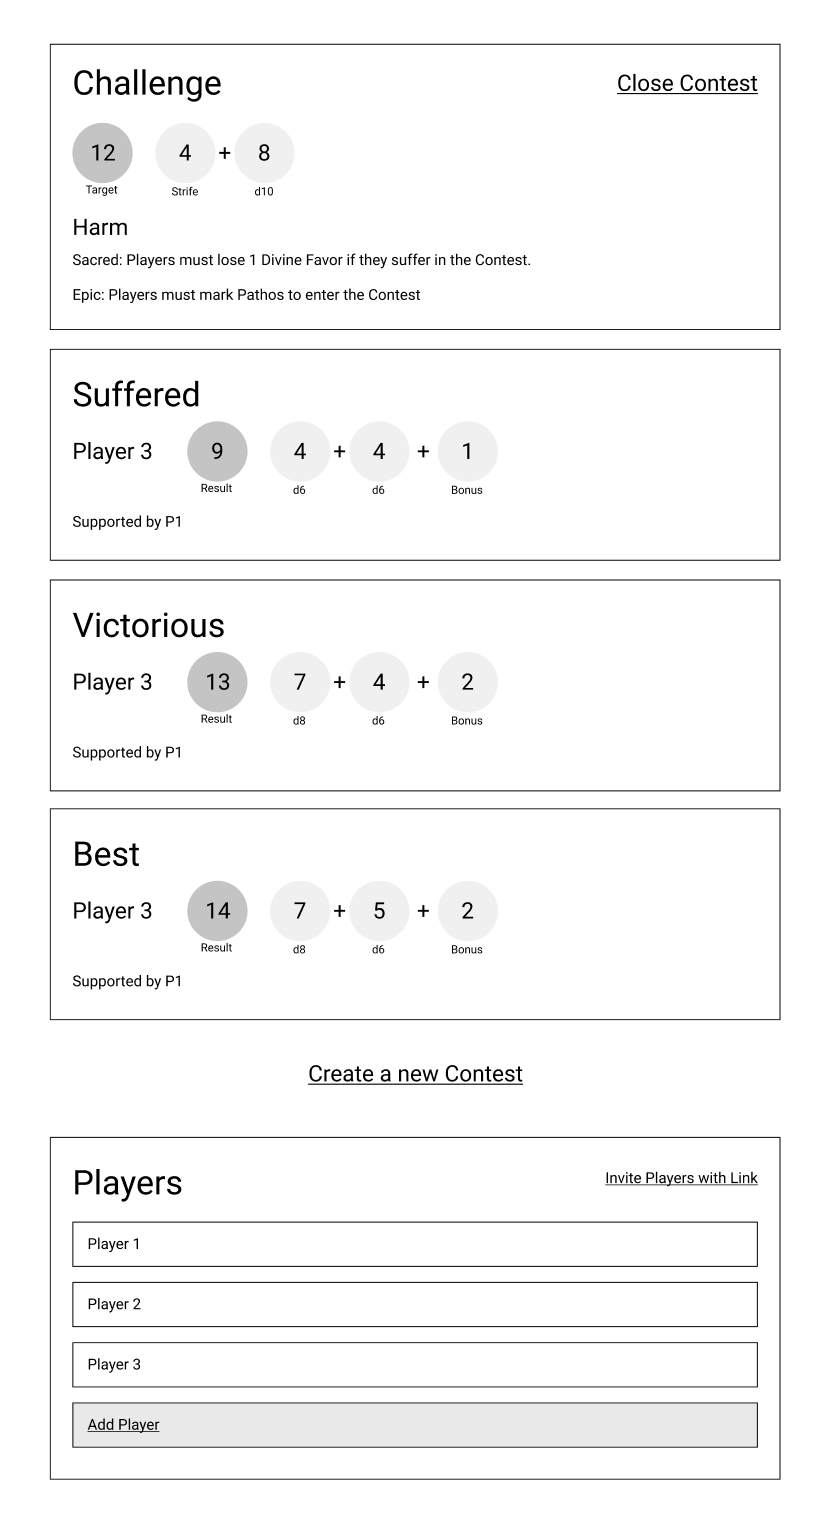 Challenge
Close Contest
12 4 + 8
Target Strife d10
Harm
Sacred: Players must lose 1 Divine Favor if they suffer in the Contest.
Epic: Players must mark Pathos to enter the Contest
Suffered
Player 3 9 4 + 4 + 1
Result d6 d6 Bonus
Supported by P1
Victorious
Player 3 13 7 + 4 + 2
Result d8 d6 Bonus
Supported by P1
Best
Player 3 14 7 + 5 + 2
Result d8 d6 Bonus
Supported by P1
Create a new Contest
Players
Invite Players with Link
Player 1
Player 2
Player 3
Add Player